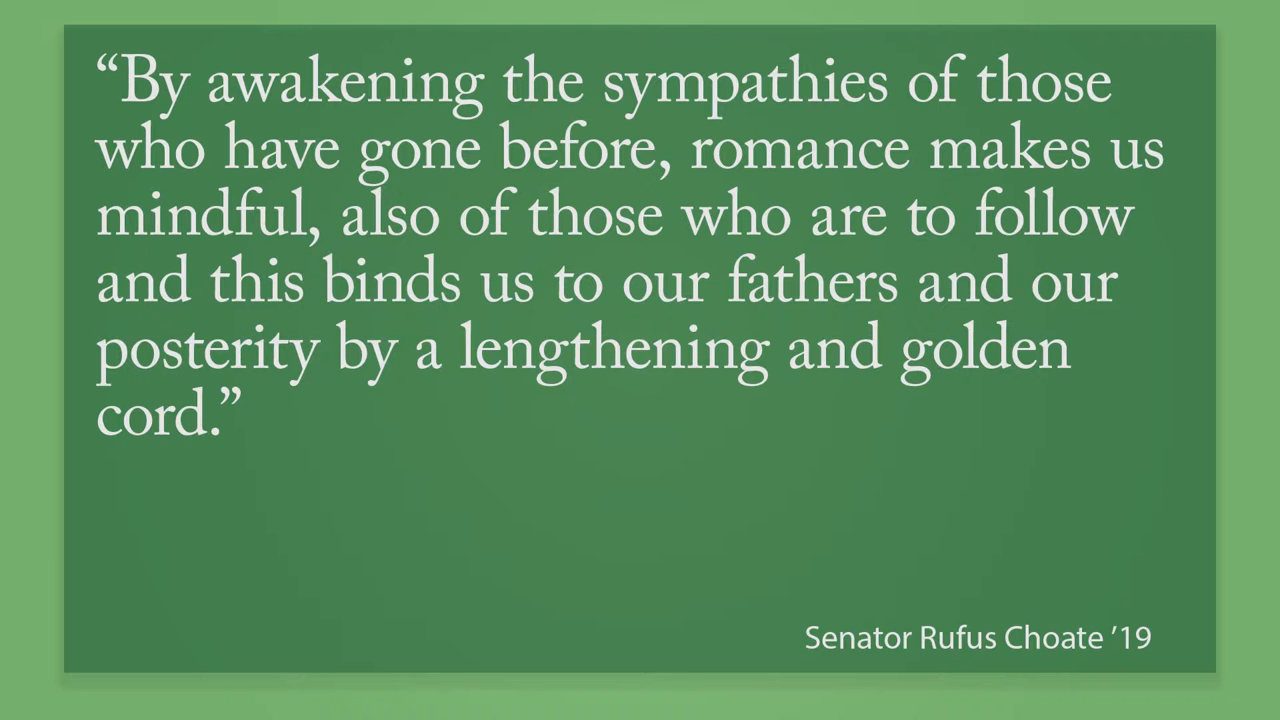 “By awakening the sympathies of those
who have gone before, romance makes us
mindful, also of those who are to follow
and this binds us to our fathers and our
posterity by a lengthening and golden
cord.”
Senator Rufus Choate ’19